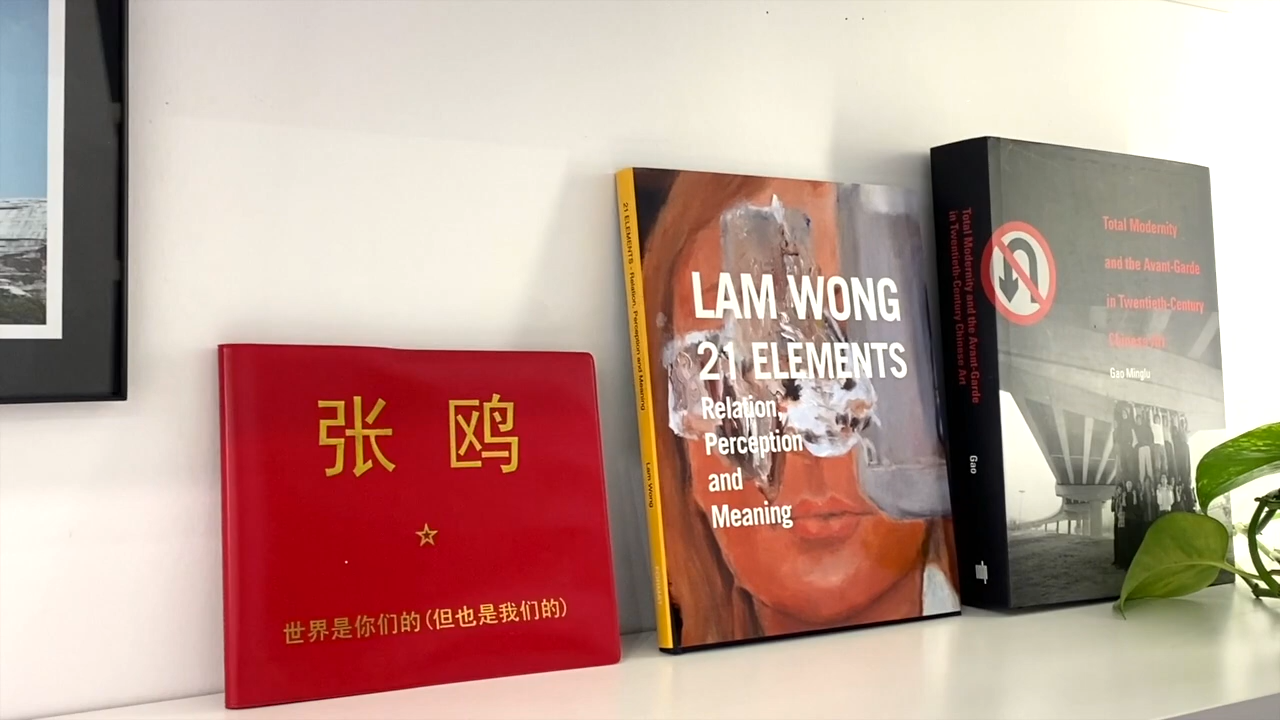 张 鸥
世界是你们的(但也是我们的)
21 ELEMENTS - Relation, Perception and Meaning
Lam Wong
LAM WONG
21 ELEMENTS
Relation,
Perception
and
Meaning
Total Modernity and the Avant-Garde
in Twentieth-Century Chinese Art
Gao
Total Modernity
and the Avant-Garde
in Twentieth-Century
Chinese Art
Gao Minglu